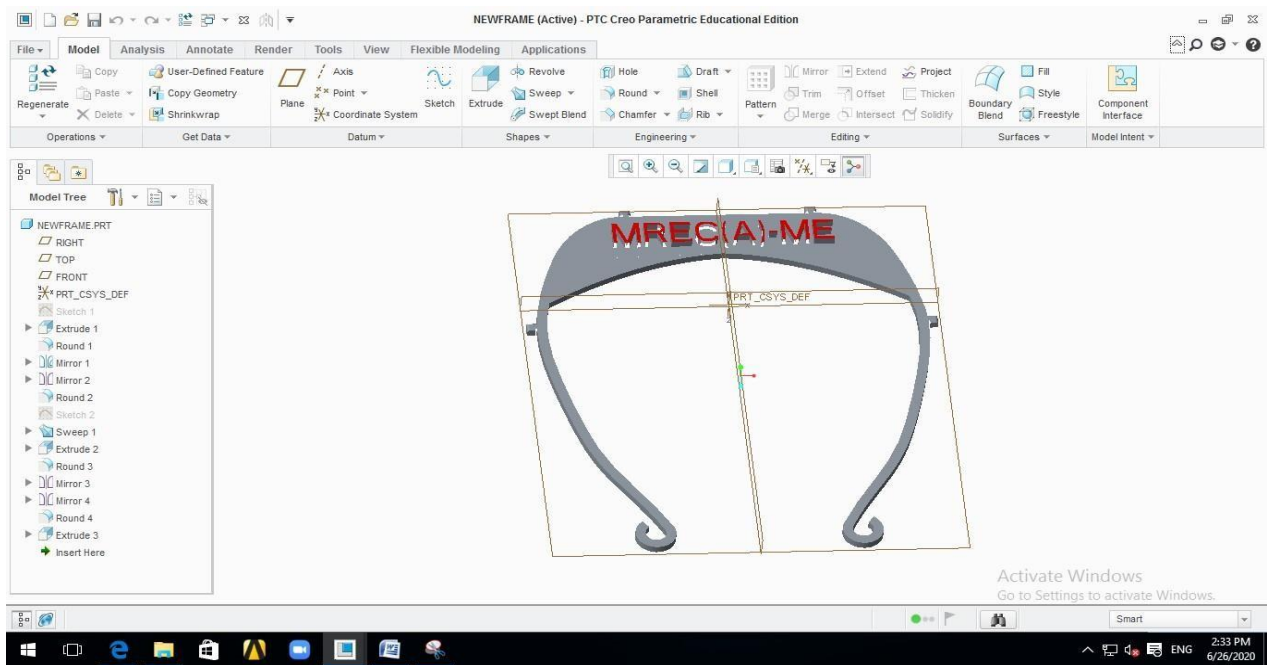 NEWFRAME (Active) - PTC Creo Parametric Educational Edition
File Model Analysis Annotate Render Tools View Flexible Modeling Applications
Regenerate
Copy
Paste
Delete
Operations
User-Defined Feature
Copy Geometry
Shrinkwrap
Get Data
Plane
Axis
Point
Coordinate System
Sketch
Datum
Extrude
Revolve
Sweep
Swept Blend
Shapes
Hole
Round
Chamfer
Draft
Shell
Rib
Engineering
Pattern
Mirror
Trim
Merge
Extend
Offset
Intersect
Project
Thicken
Solidify
Editing
Boundary
Blend
Fill
Style
Freestyle
Surfaces
Component
Interface
Model Intent
Model Tree
NEWFRAME.PRT
RIGHT
TOP
FRONT
PRT_CSYS_DEF
Sketch 1
Extrude 1
Round 1
Mirror 1
Mirror 2
Round 2
Sketch 2
Sweep 1
Extrude 2
Round 3
Mirror 3
Mirror 4
Round 4
Extrude 3
Insert Here
MREC(A)-ME
PRT_CSYS_DEF
Activate Windows
Go to Settings to activate Windows.
Smart
ENG
2:33 PM
6/26/2020